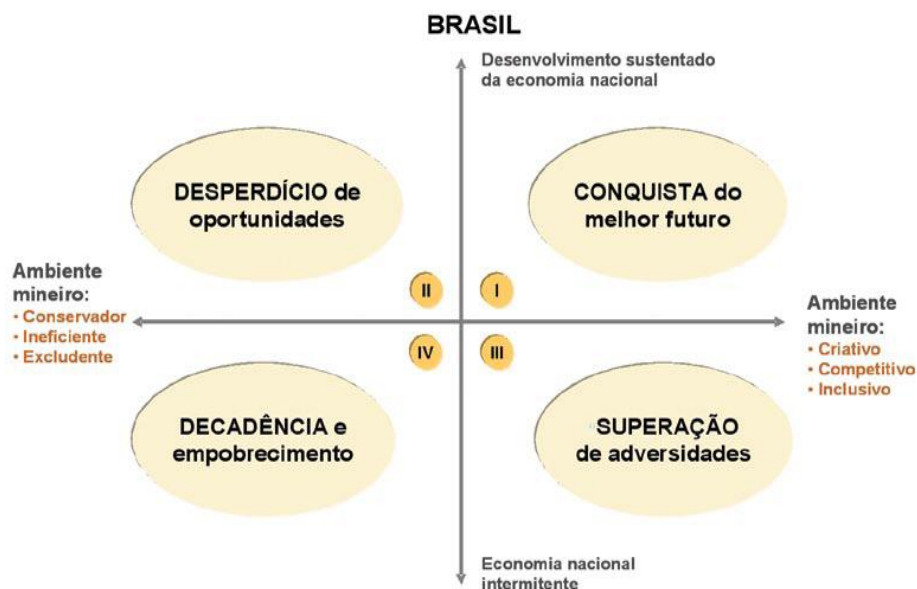 BRASIL
Desenvolvimento sustentado
da economia nacional
DESPERDÍCIO de
oportunidades
CONQUISTA do
melhor futuro
Ambiente
mineiro:
• Conservador
• Ineficiente
• Excludente
II
I
IV
III
Ambiente
mineiro:
• Criativo
• Competitivo
• Inclusivo
DECADÊNCIA e
empobrecimento
SUPERAÇÃO
de adversidades
Economia nacional
intermitente